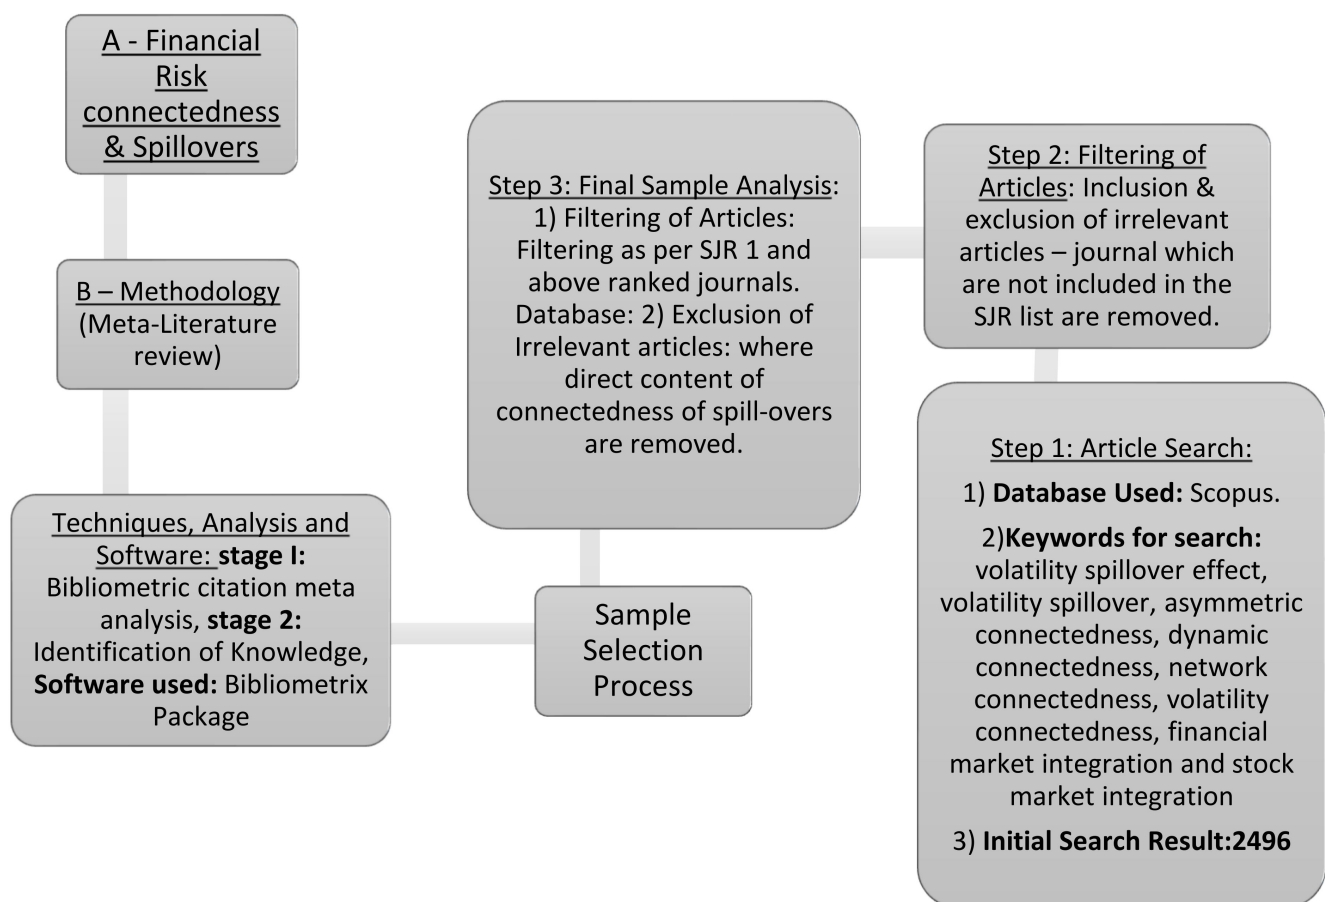 A - Financial
Risk
connectedness
& Spillovers
B – Methodology
(Meta-Literature
review)
Techniques, Analysis and
Software: stage I:
Bibliometric citation meta
analysis, stage 2:
Identification of Knowledge,
Software used: Bibliometrix
Package
Sample
Selection
Process
Step 3: Final Sample Analysis:
1) Filtering of Articles:
Filtering as per SJR 1 and
above ranked journals.
Database: 2) Exclusion of
Irrelevant articles: where
direct content of
connectedness of spill-overs
are removed.
Step 2: Filtering of
Articles: Inclusion &
exclusion of irrelevant
articles – journal which
are not included in the
SJR list are removed.
Step 1: Article Search:
1) Database Used: Scopus.
2)Keywords for search:
volatility spillover effect,
volatility spillover, asymmetric
connectedness, dynamic
connectedness, network
connectedness, volatility
connectedness, financial
market integration and stock
market integration
3) Initial Search Result:2496